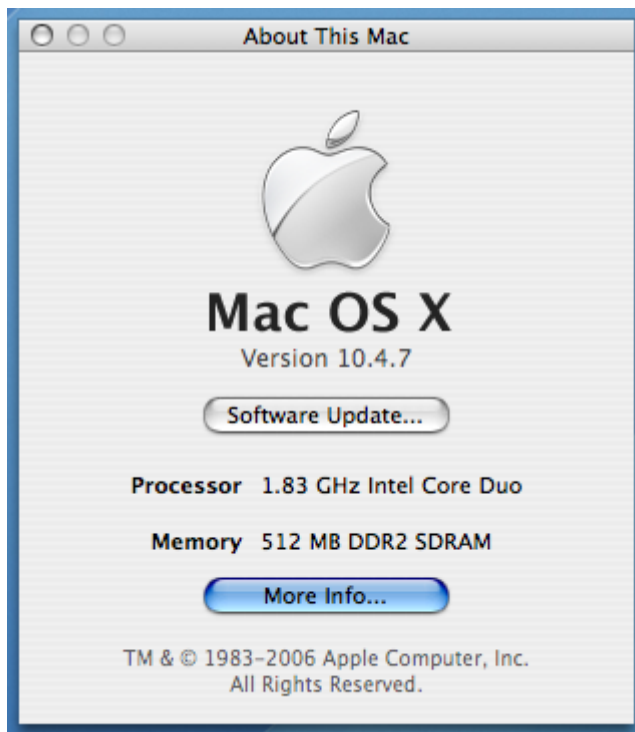 About This Mac
Mac OS X
Version 10.4.7
Software Update...
Processor 1.83 GHz Intel Core Duo
Memory 512 MB DDR2 SDRAM
More Info...
TM & © 1983–2006 Apple Computer, Inc.
All Rights Reserved.